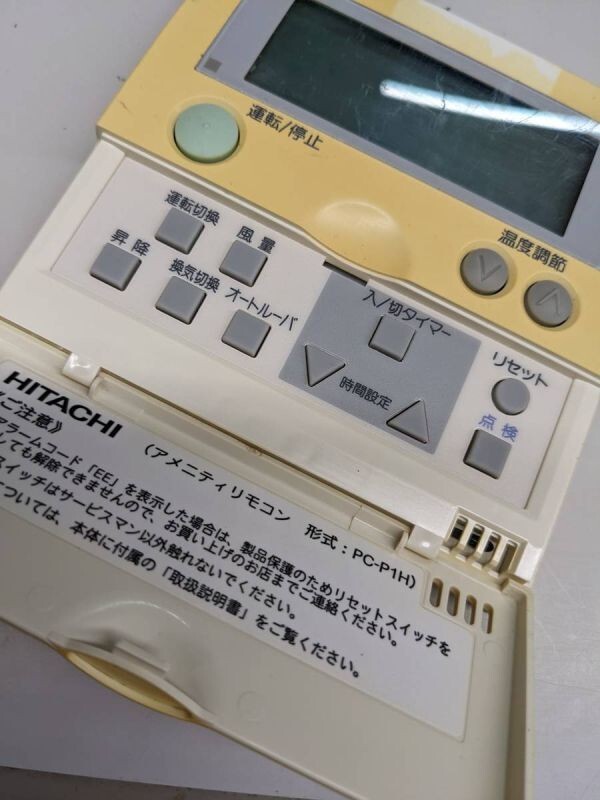 運転/停止
温度調節
運転切換
風量
昇降
換気切換
オートルーバ
入/切タイマー
時間設定
リセット
点検
HITACHI
(アメニティリモコン 形式:PC-P1H)
ご注意》
アラームコード「EE」を表示した場合は、製品保護のためリセットスイッチを
しても解除できませんので、お買い上げのお店までご連絡ください。
スイッチはサービスマン以外触れないでください。
については、本体に付属の「取扱説明書」をご覧ください。